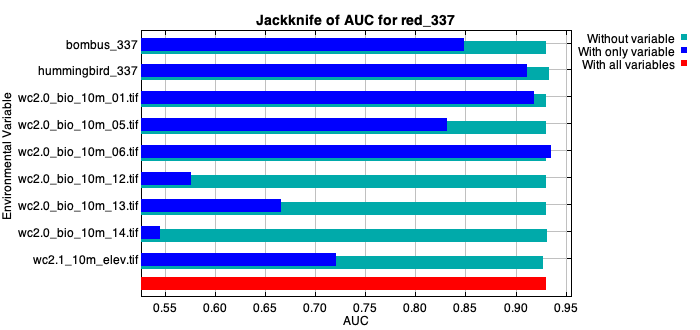 Jackknife of AUC for red_337
Environmental Variable
bombus_337
hummingbird_337
wc2.0_bio_10m_01.tif
wc2.0_bio_10m_05.tif
wc2.0_bio_10m_06.tif
wc2.0_bio_10m_12.tif
wc2.0_bio_10m_13.tif
wc2.0_bio_10m_14.tif
wc2.1_10m_elev.tif
0.55 0.60 0.65 0.70 0.75 0.80 0.85 0.90 0.95
AUC
Without variable
With only variable
With all variables